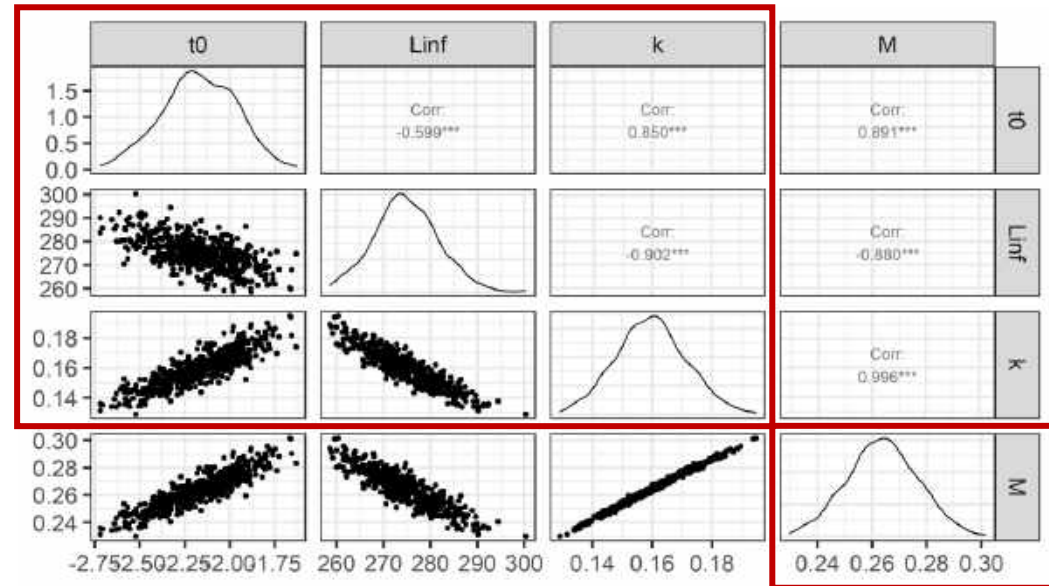 t0 Linf k M
1.5
1.0
0.5
0.0
Corr:
-0.599***
Corr:
0.850***
Corr:
0.891***
t0
300
290
280
270
260
Corr:
-0.902***
Corr:
-0.880***
Linf
0.18
0.16
0.14
Corr:
0.996***
k
0.30
0.28
0.26
0.24
M
-2.75 -2.50 -2.25 -2.00 -1.75 260 270 280 290 300 0.14 0.16 0.18 0.24 0.26 0.28 0.30